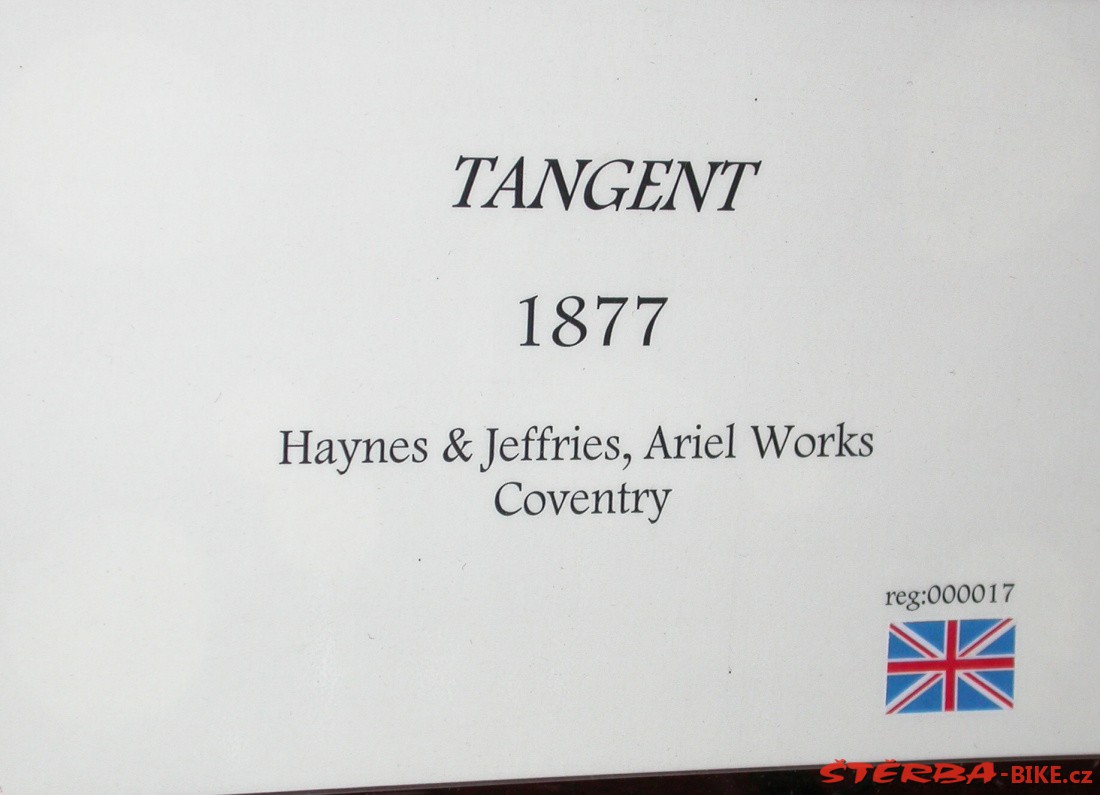 TANGENT
1877
Haynes & Jeffries, Ariel Works
Coventry
reg:000017
ŠTĚRBA-BIKE.cz